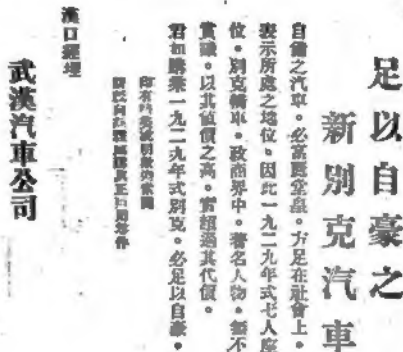 足以自豪之
新別克汽車
自備之汽車。必富麗堂皇。方足在社會上。
表示所處之地位。因此一九二九年式七人座
位。別克轎車。政商界中。著名人物。無不
賞識。以其值價之高。實超過其代價。
君如購乘一九二九年式別克。必足以自豪。
漢口經理
武漢汽車公司